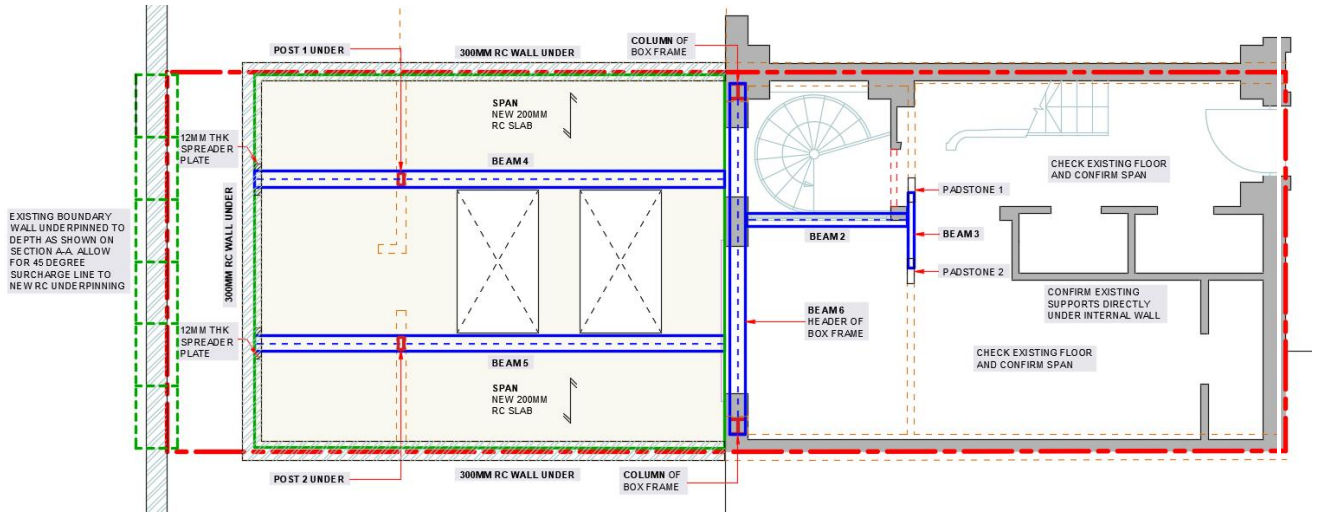 POST 1 UNDER
300MM RC WALL UNDER
COLUMN OF
BOX FRAME
SPAN
NEW 200MM
RC SLAB
12MM THK
SPREADER
PLATE
BEAM 4
CHECK EXISTING FLOOR
AND CONFIRM SPAN
PADSTONE 1
EXISTING BOUNDARY
WALL UNDERPINNED TO
DEPTH AS SHOWN ON
SECTION A-A. ALLOW
FOR 45 DEGREE
SURCHARGE LINE TO
NEW RC UNDERPINNING
300MM RC WALL UNDER
BEAM 2
BEAM 3
PADSTONE 2
CONFIRM EXISTING
SUPPORTS DIRECTLY
UNDER INTERNAL WALL
BEAM 6
HEADER OF
BOX FRAME
12MM THK
SPREADER
PLATE
BEAM 5
CHECK EXISTING FLOOR
AND CONFIRM SPAN
SPAN
NEW 200MM
RC SLAB
POST 2 UNDER
300MM RC WALL UNDER
COLUMN OF
BOX FRAME